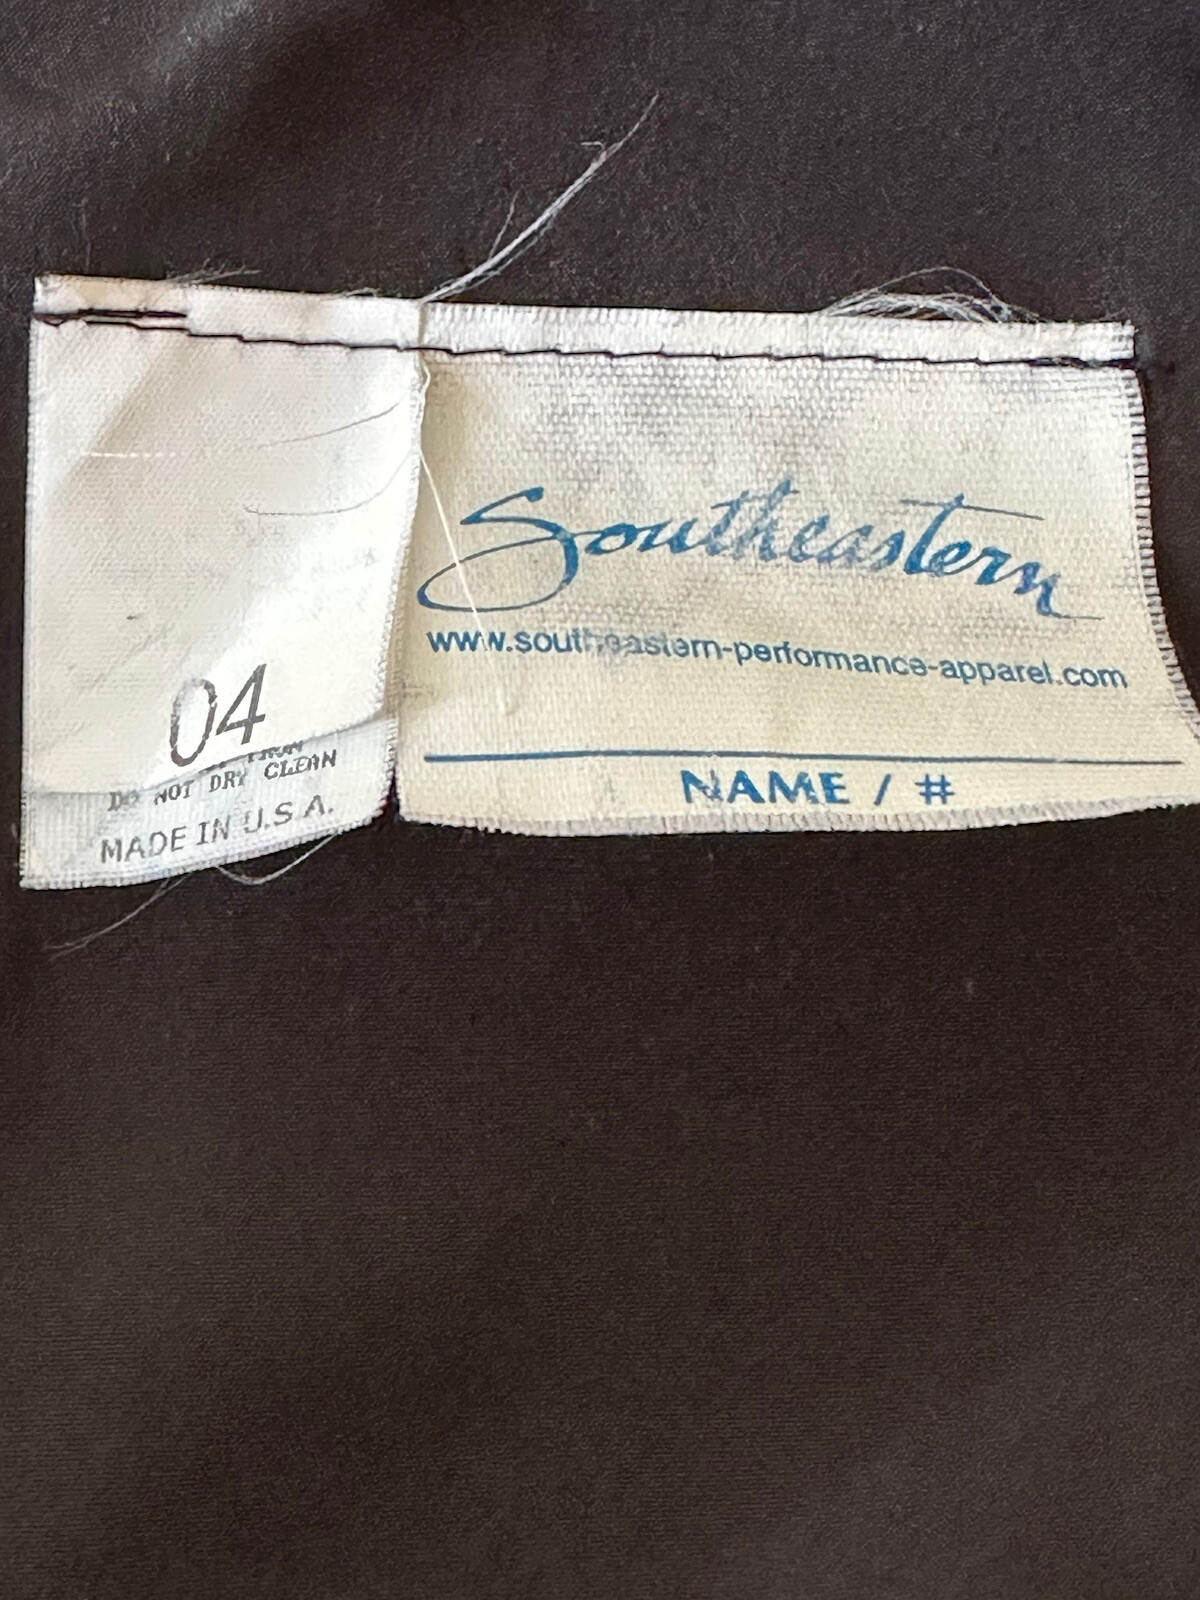 04
DO NOT DRY CLEAN
MADE IN U.S.A.
Southeastern
www.southeastern-performance-apparel.com
NAME / #